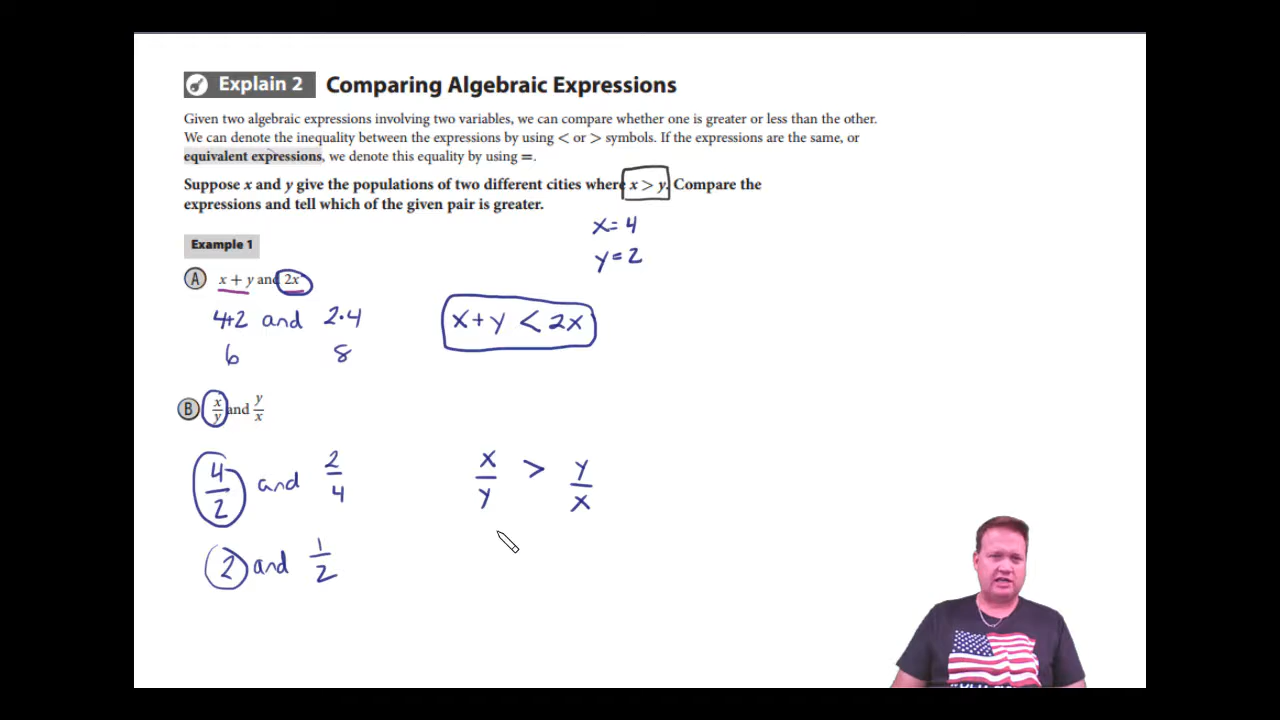 Explain 2 Comparing Algebraic Expressions
Given two algebraic expressions involving two variables, we can compare whether one is greater or less than the other.
We can denote the inequality between the expressions by using < or > symbols. If the expressions are the same, or
equivalent expressions, we denote this equality by using =.
Suppose x and y give the populations of two different cities where x > y. Compare the
expressions and tell which of the given pair is greater.
x=4
y=2
Example 1
A x + y and 2x
4+2 and 2·4
x+y < 2x
6 8
B x/y and y/x
4/2 and 2/4
x/y > y/x
2 and 1/2